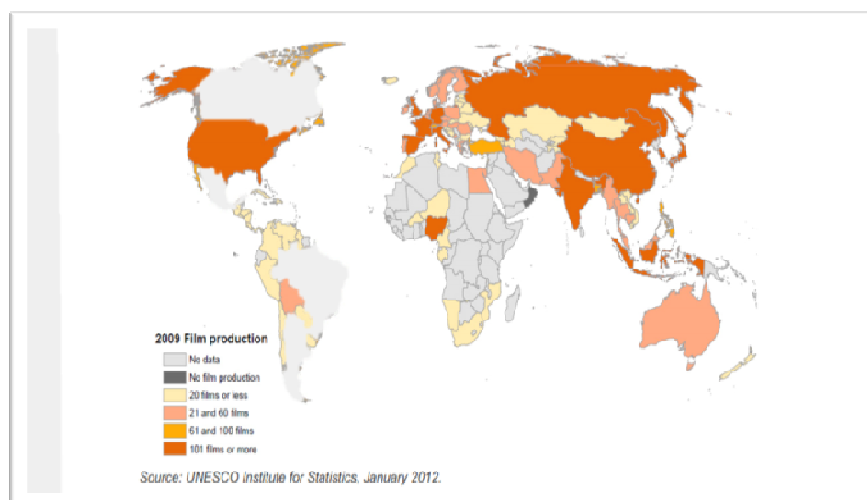 2009 Film production
No data
No film production
20 films or less
21 and 60 films
61 and 100 films
101 films or more
Source: UNESCO Institute for Statistics, January 2012.